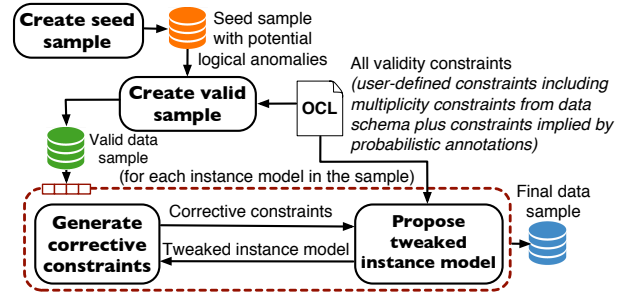 Create seed
sample
Seed sample
with potential
logical anomalies
Create valid
sample
OCL
All validity constraints
(user-defined constraints including
multiplicity constraints from data
schema plus constraints implied by
probabilistic annotations)
Valid data
sample
(for each instance model in the sample)
Generate
corrective
constraints
Corrective constraints
Tweaked instance model
Propose
tweaked
instance model
Final data
sample